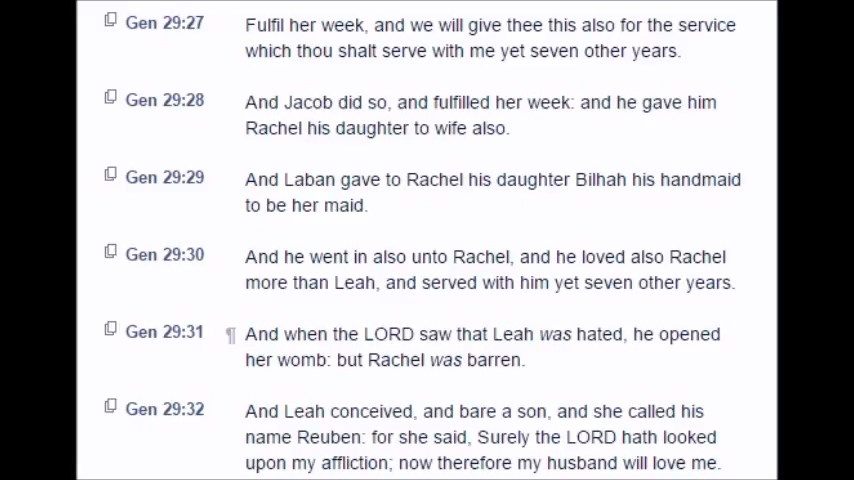 Gen 29:27 Fulfil her week, and we will give thee this also for the service
which thou shalt serve with me yet seven other years.
Gen 29:28 And Jacob did so, and fulfilled her week: and he gave him
Rachel his daughter to wife also.
Gen 29:29 And Laban gave to Rachel his daughter Bilhah his handmaid
to be her maid.
Gen 29:30 And he went in also unto Rachel, and he loved also Rachel
more than Leah, and served with him yet seven other years.
Gen 29:31 ¶ And when the LORD saw that Leah was hated, he opened
her womb: but Rachel was barren.
Gen 29:32 And Leah conceived, and bare a son, and she called his
name Reuben: for she said, Surely the LORD hath looked
upon my affliction; now therefore my husband will love me.